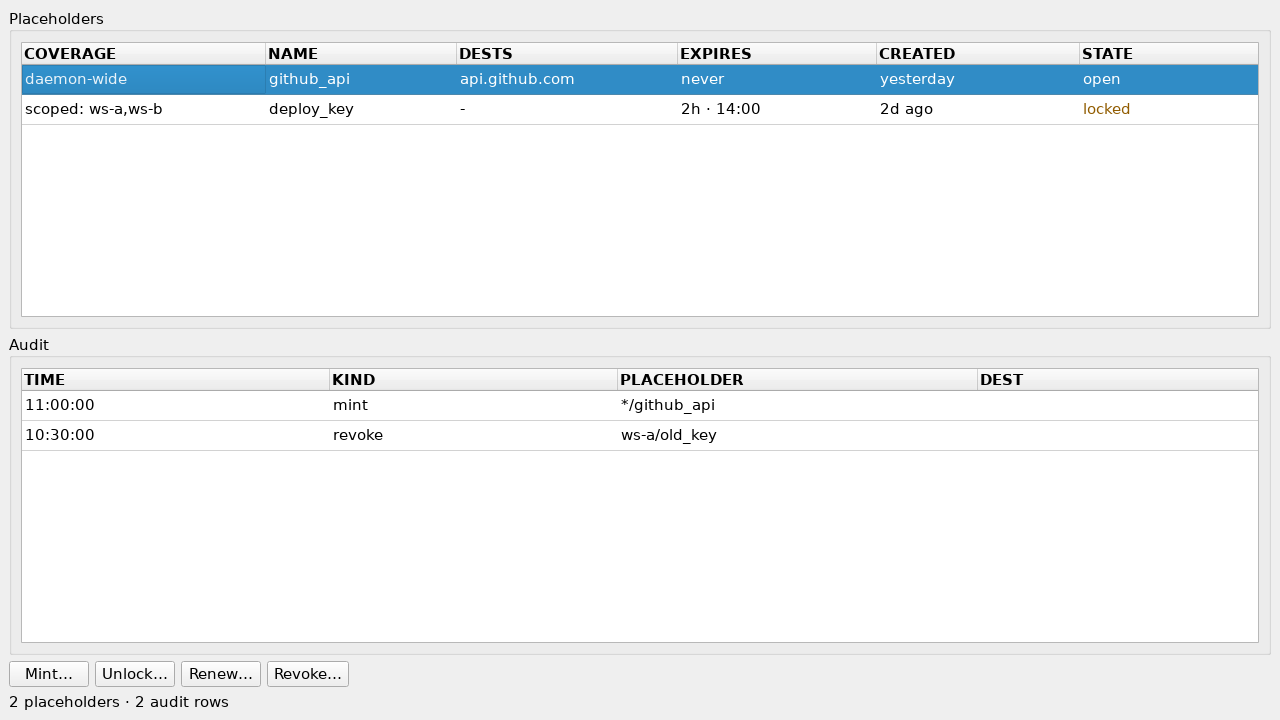 Placeholders
COVERAGE NAME DESTS EXPIRES CREATED STATE
daemon-wide github_api api.github.com never yesterday open
scoped: ws-a,ws-b deploy_key - 2h · 14:00 2d ago locked
Audit
TIME KIND PLACEHOLDER DEST
11:00:00 mint */github_api
10:30:00 revoke ws-a/old_key
Mint... Unlock... Renew... Revoke...
2 placeholders · 2 audit rows